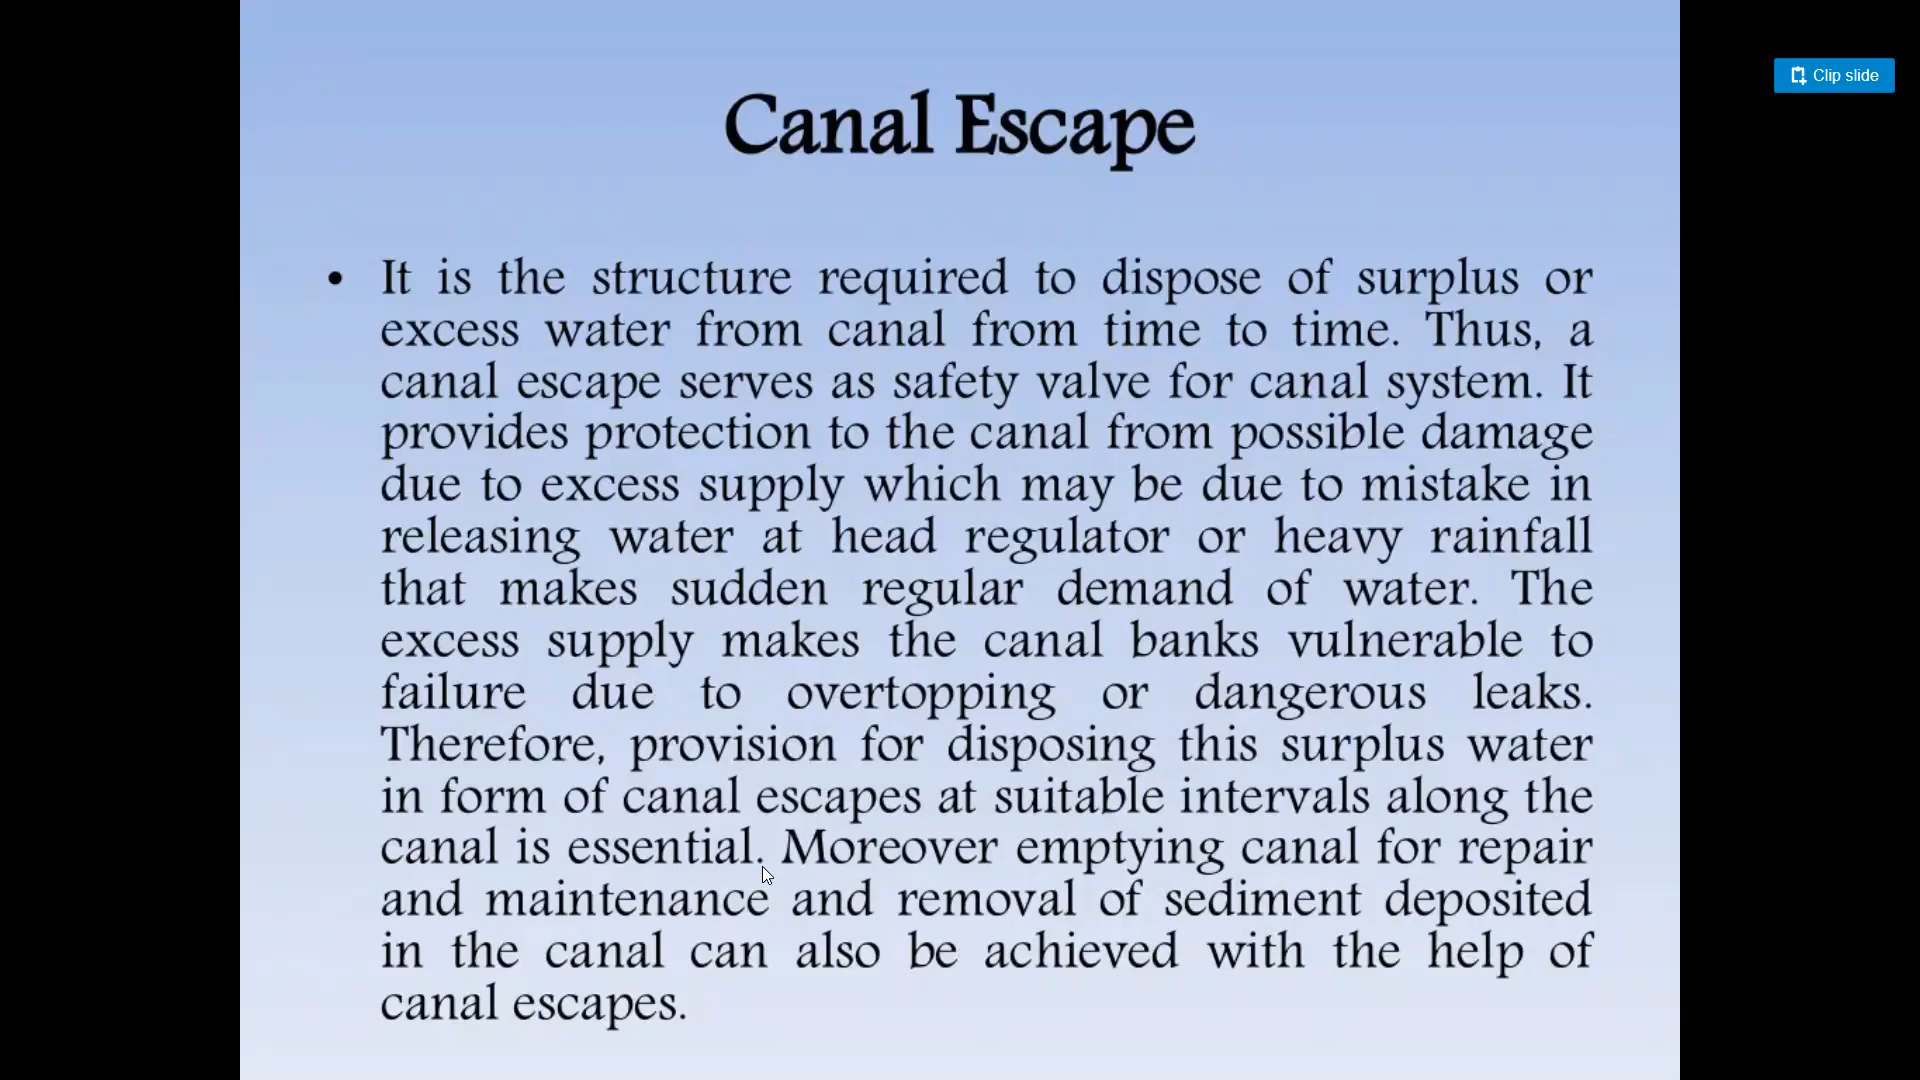 Clip slide
Canal Escape
• It is the structure required to dispose of surplus or
excess water from canal from time to time. Thus, a
canal escape serves as safety valve for canal system. It
provides protection to the canal from possible damage
due to excess supply which may be due to mistake in
releasing water at head regulator or heavy rainfall
that makes sudden regular demand of water. The
excess supply makes the canal banks vulnerable to
failure due to overtopping or dangerous leaks.
Therefore, provision for disposing this surplus water
in form of canal escapes at suitable intervals along the
canal is essential. Moreover emptying canal for repair
and maintenance and removal of sediment deposited
in the canal can also be achieved with the help of
canal escapes.